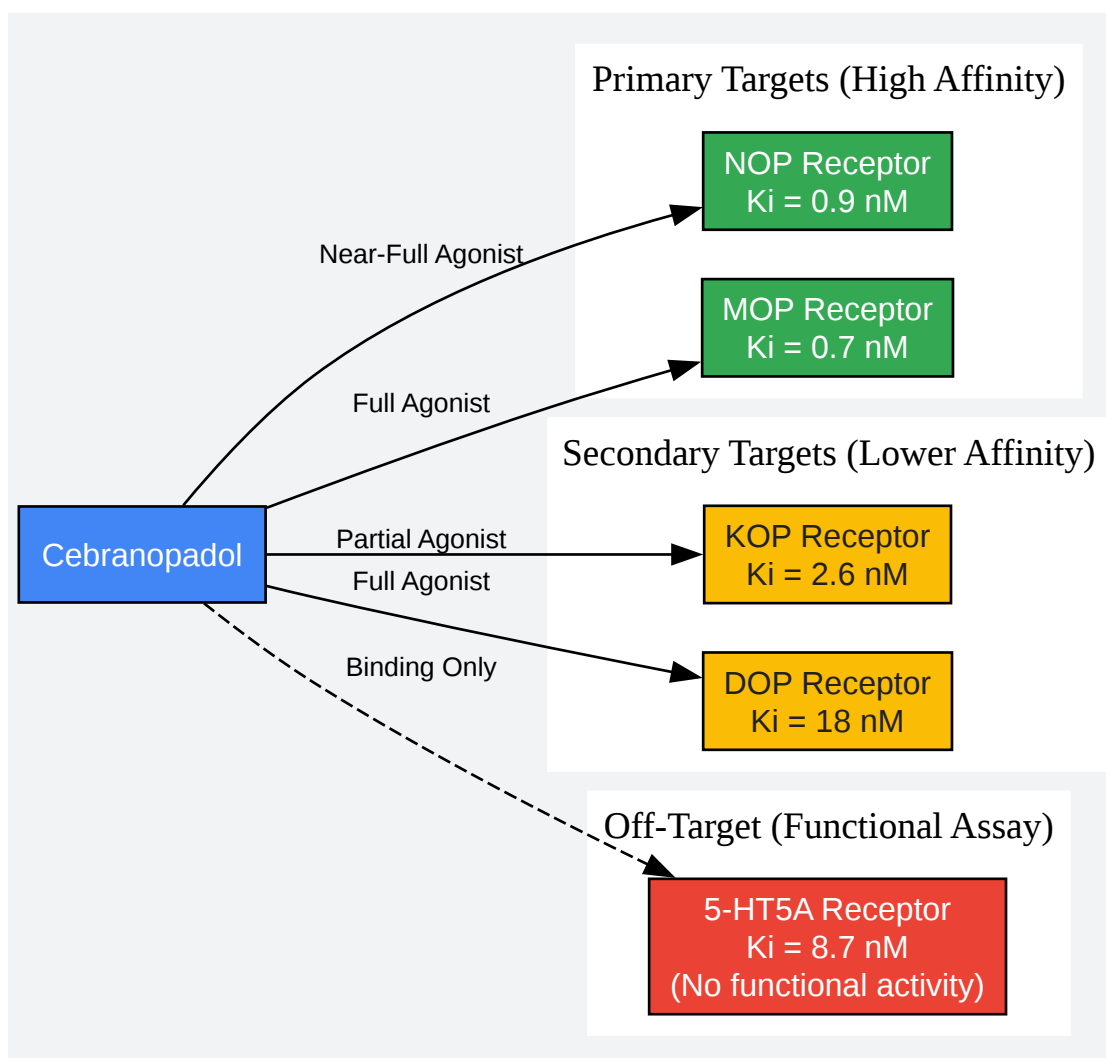 Primary Targets (High Affinity)
NOP Receptor
Ki = 0.9 nM
Near-Full Agonist
MOP Receptor
Ki = 0.7 nM
Full Agonist
Secondary Targets (Lower Affinity)
Cebranopadol
Partial Agonist
KOP Receptor
Ki = 2.6 nM
Full Agonist
DOP Receptor
Ki = 18 nM
Binding Only
Off-Target (Functional Assay)
5-HT5A Receptor
Ki = 8.7 nM
(No functional activity)